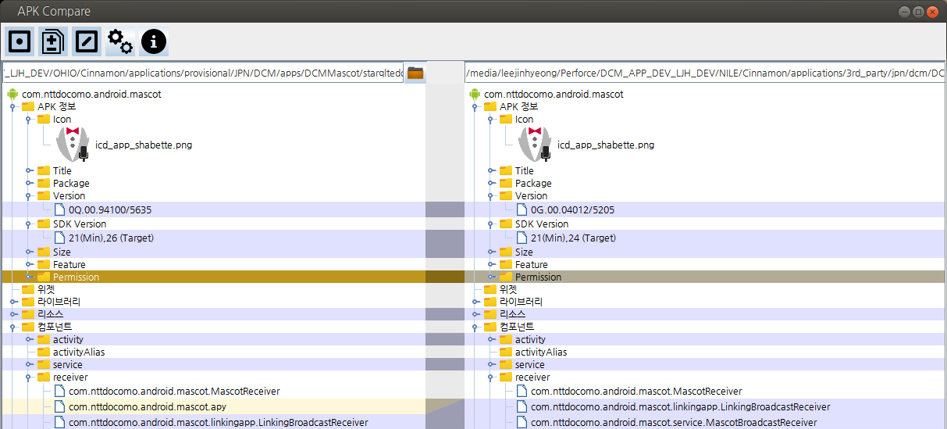 APK Compare
'_LJH_DEV/OHIO/Cinnamon/applications/provisional/JPN/DCM/apps/DCMMascot/starqltedc
com.nttdocomo.android.mascot
APK 정보
Icon
icd_app_shabette.png
Title
Package
Version
0Q.00.94100/5635
SDK Version
21(Min),26 (Target)
Size
Feature
Permission
위젯
라이브러리
리소스
컴포넌트
activity
activityAlias
service
receiver
com.nttdocomo.android.mascot.MascotReceiver
com.nttdocomo.android.mascot.apy
com.nttdocomo.android.mascot.linkingapp.LinkingBroadcastReceiver
/media/leejinhyeong/Perforce/DCM_APP_DEV_LJH_DEV/NILE/Cinnamon/applications/3rd_party/jpn/dcm/DC
com.nttdocomo.android.mascot
APK 정보
Icon
icd_app_shabette.png
Title
Package
Version
0G.00.04012/5205
SDK Version
21(Min),24 (Target)
Size
Feature
Permission
위젯
라이브러리
리소스
컴포넌트
activity
activityAlias
service
receiver
com.nttdocomo.android.mascot.MascotReceiver
com.nttdocomo.android.mascot.linkingapp.LinkingBroadcastReceiver
com.nttdocomo.android.mascot.service.MascotBroadcastReceiver